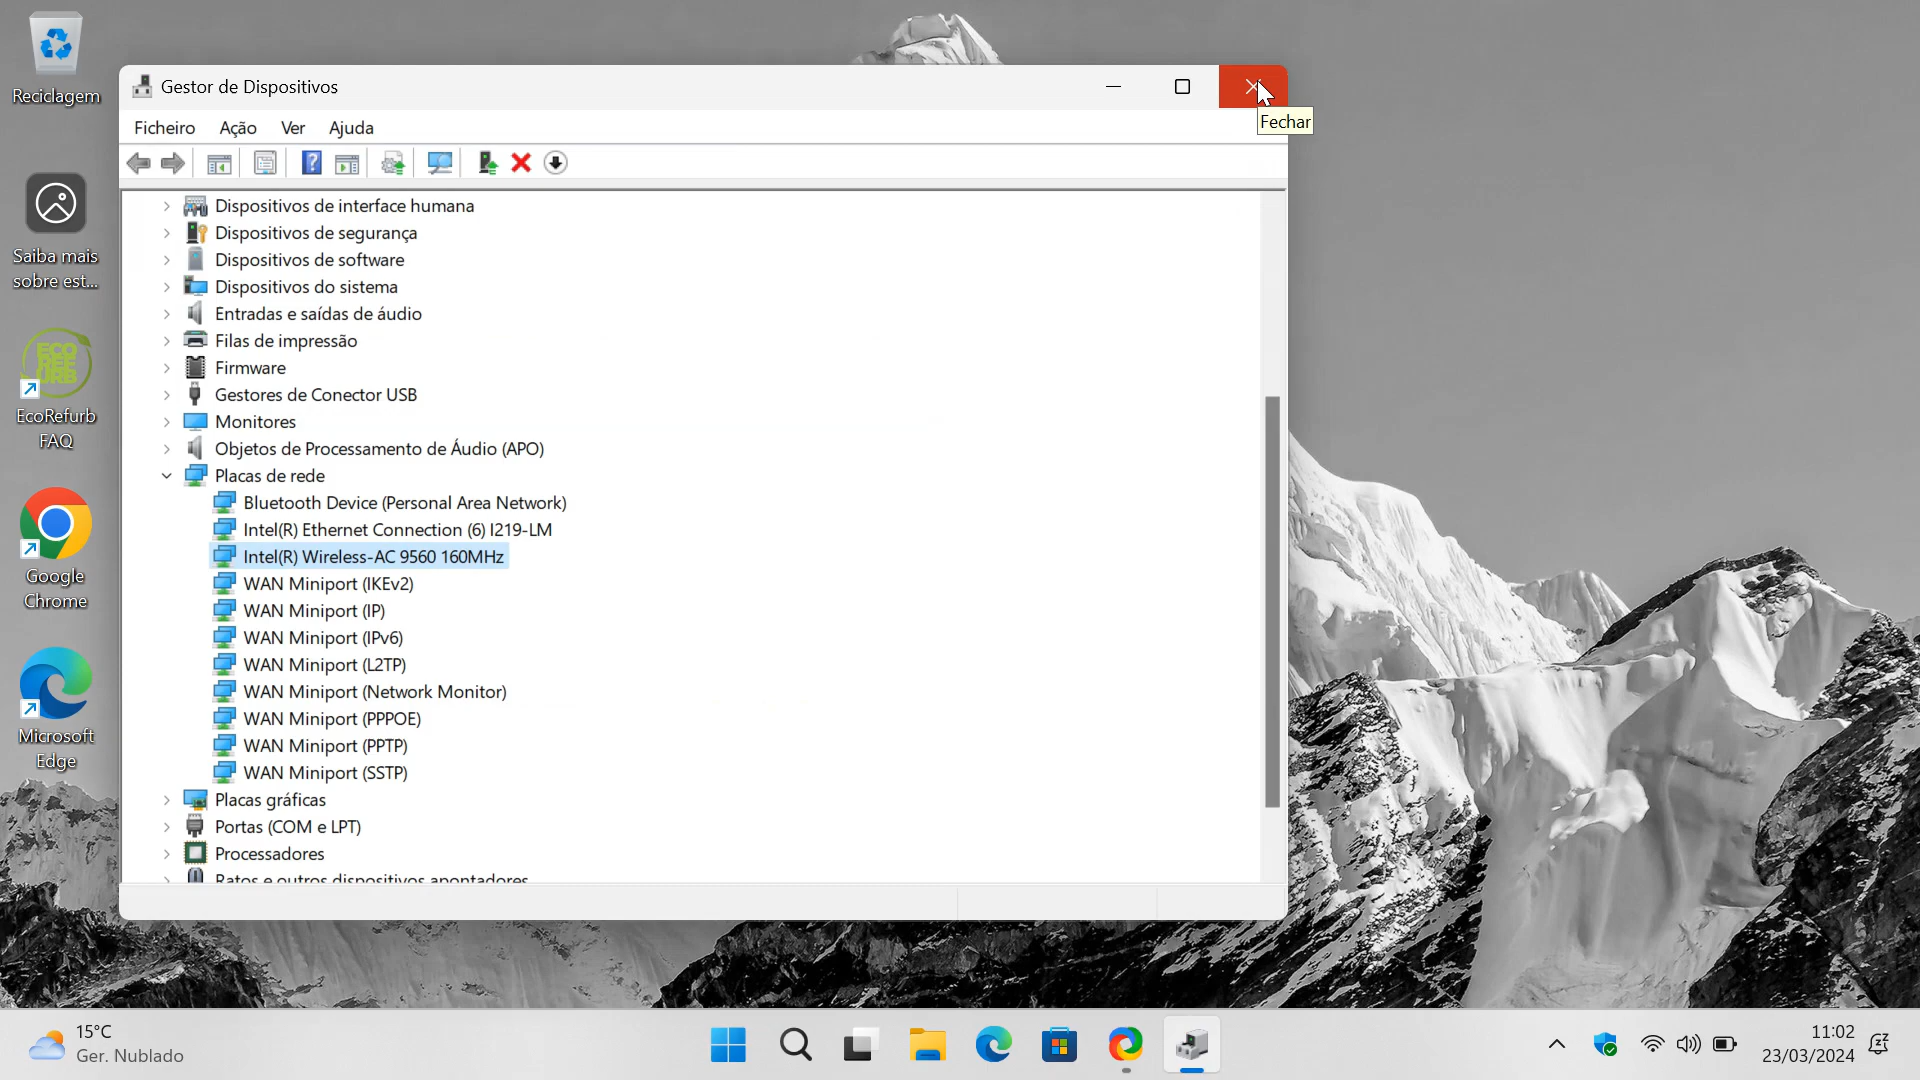 Reciclagem
Saiba mais
sobre est...
ECO
REF
URB
EcoRefurb
FAQ
Google
Chrome
Microsoft
Edge
Gestor de Dispositivos
Fechar
Ficheiro Ação Ver Ajuda
Dispositivos de interface humana
Dispositivos de segurança
Dispositivos de software
Dispositivos do sistema
Entradas e saídas de áudio
Filas de impressão
Firmware
Gestores de Conector USB
Monitores
Objetos de Processamento de Áudio (APO)
Placas de rede
Bluetooth Device (Personal Area Network)
Intel(R) Ethernet Connection (6) I219-LM
Intel(R) Wireless-AC 9560 160MHz
WAN Miniport (IKEv2)
WAN Miniport (IP)
WAN Miniport (IPv6)
WAN Miniport (L2TP)
WAN Miniport (Network Monitor)
WAN Miniport (PPPOE)
WAN Miniport (PPTP)
WAN Miniport (SSTP)
Placas gráficas
Portas (COM e LPT)
Processadores
Ratos e outros dispositivos apontadores
15°C
Ger. Nublado
11:02
23/03/2024